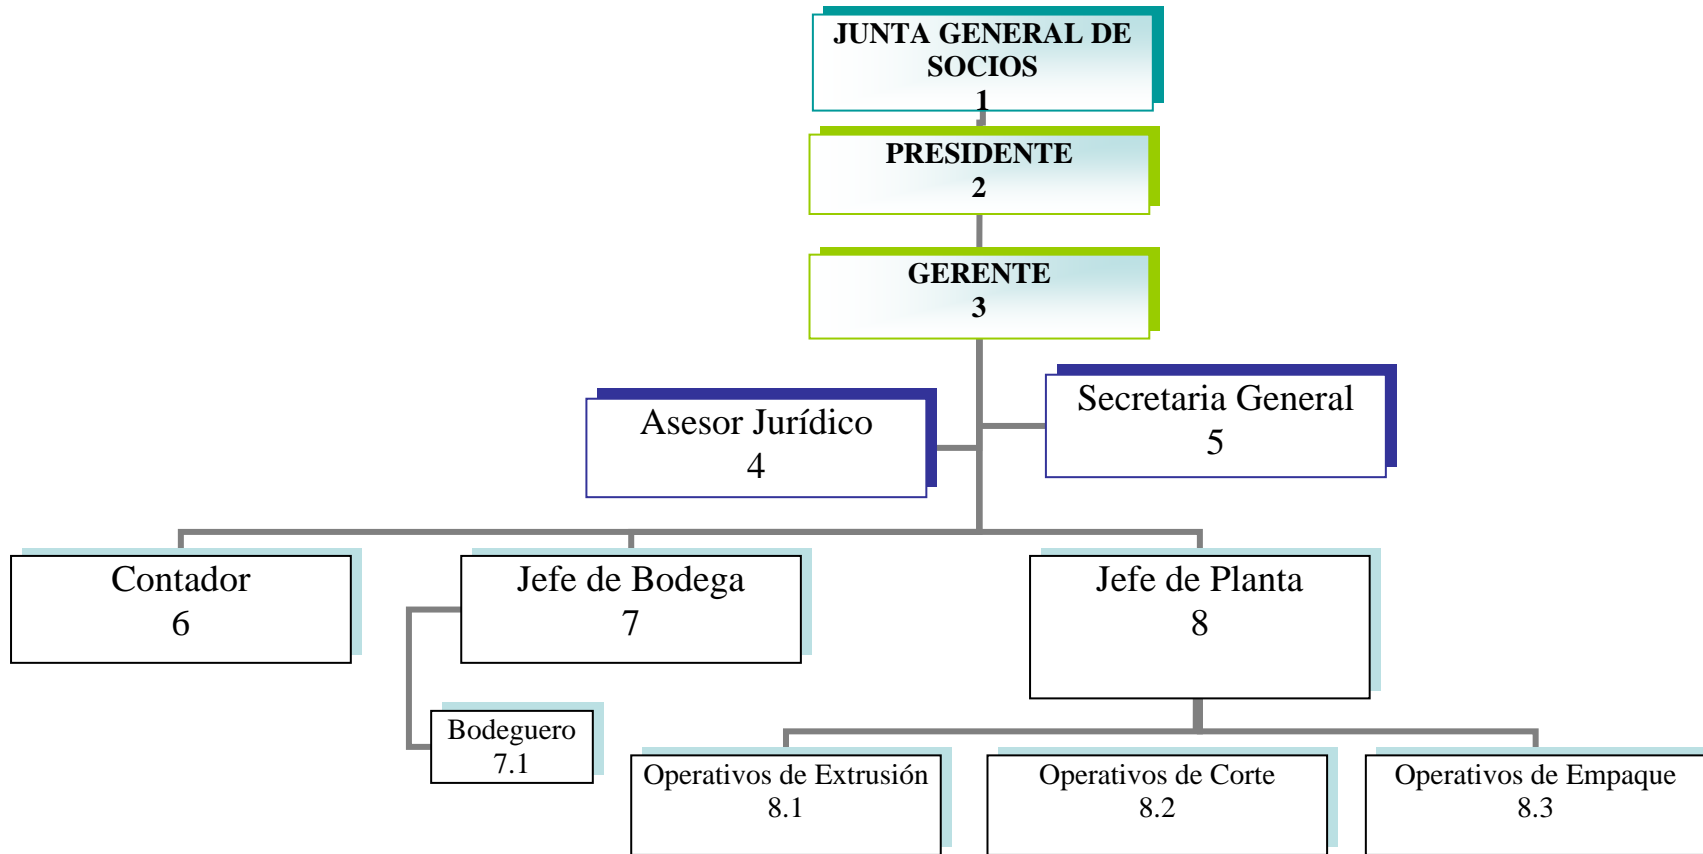 JUNTA GENERAL DE
SOCIOS
1
PRESIDENTE
2
GERENTE
3
Asesor Jurídico
4
Secretaria General
5
Contador
6
Jefe de Bodega
7
Jefe de Planta
8
Bodeguero
7.1
Operativos de Extrusión
8.1
Operativos de Corte
8.2
Operativos de Empaque
8.3